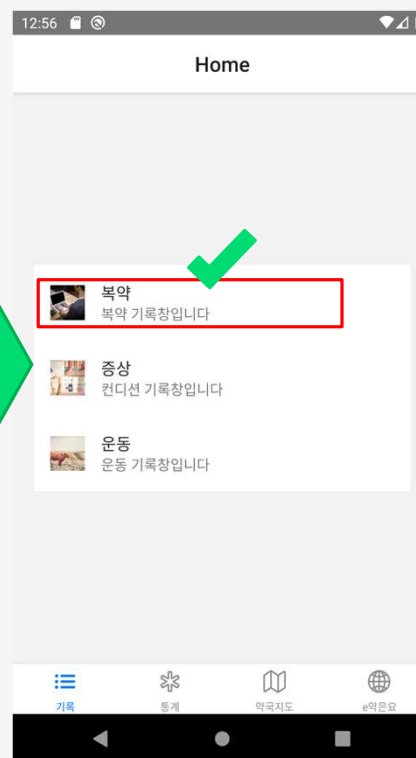 12:56
Home
복약
복약 기록창입니다
증상
컨디션 기록창입니다
운동
운동 기록창입니다
기록
통계
약국지도
e약은요